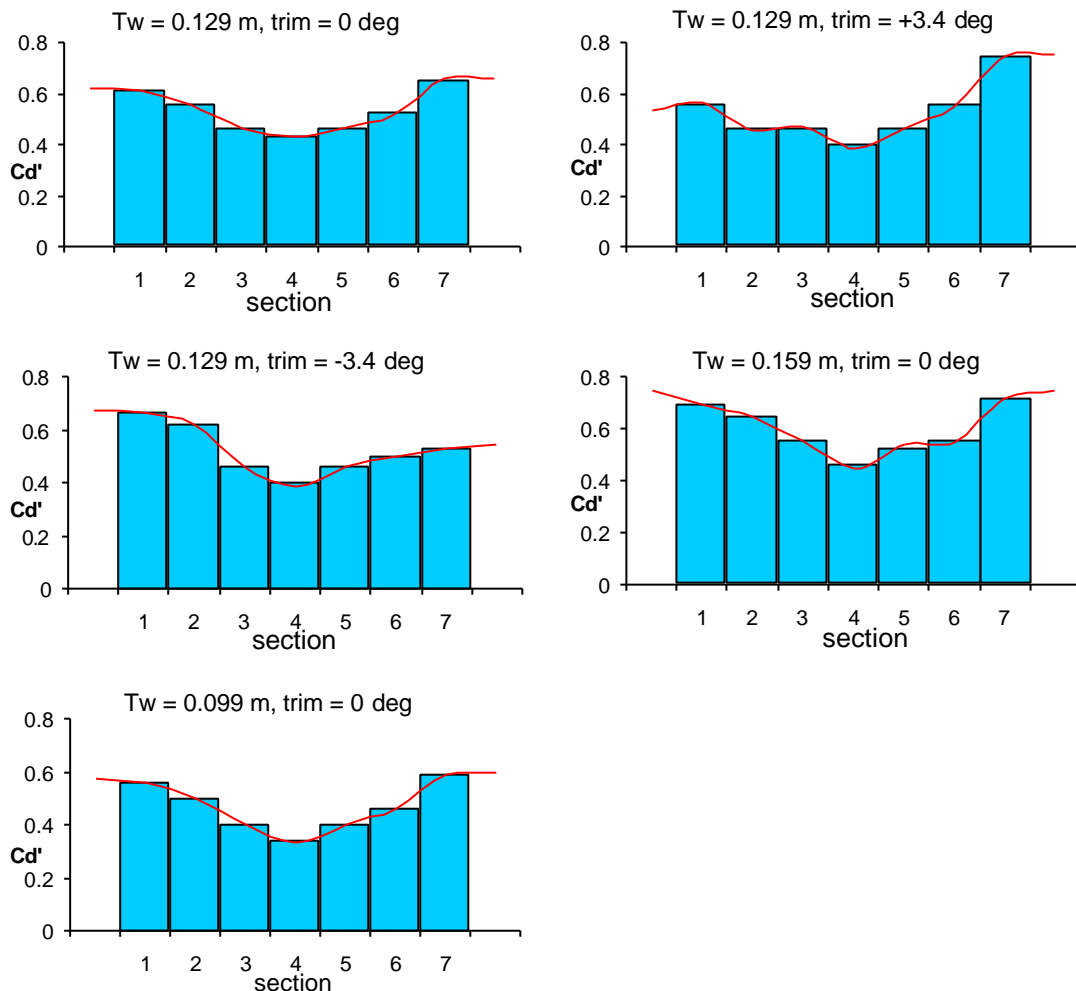 Tw = 0.129 m, trim = 0 deg
0.8
0.6
0.4
Cd'
0.2
0
1 2 3 4 5 6 7
section
Tw = 0.129 m, trim = +3.4 deg
0.8
0.6
0.4
Cd'
0.2
0
1 2 3 4 5 6 7
section
Tw = 0.129 m, trim = -3.4 deg
0.8
0.6
0.4
Cd'
0.2
0
1 2 3 4 5 6 7
section
Tw = 0.159 m, trim = 0 deg
0.8
0.6
0.4
Cd'
0.2
0
1 2 3 4 5 6 7
section
Tw = 0.099 m, trim = 0 deg
0.8
0.6
0.4
Cd'
0.2
0
1 2 3 4 5 6 7
section